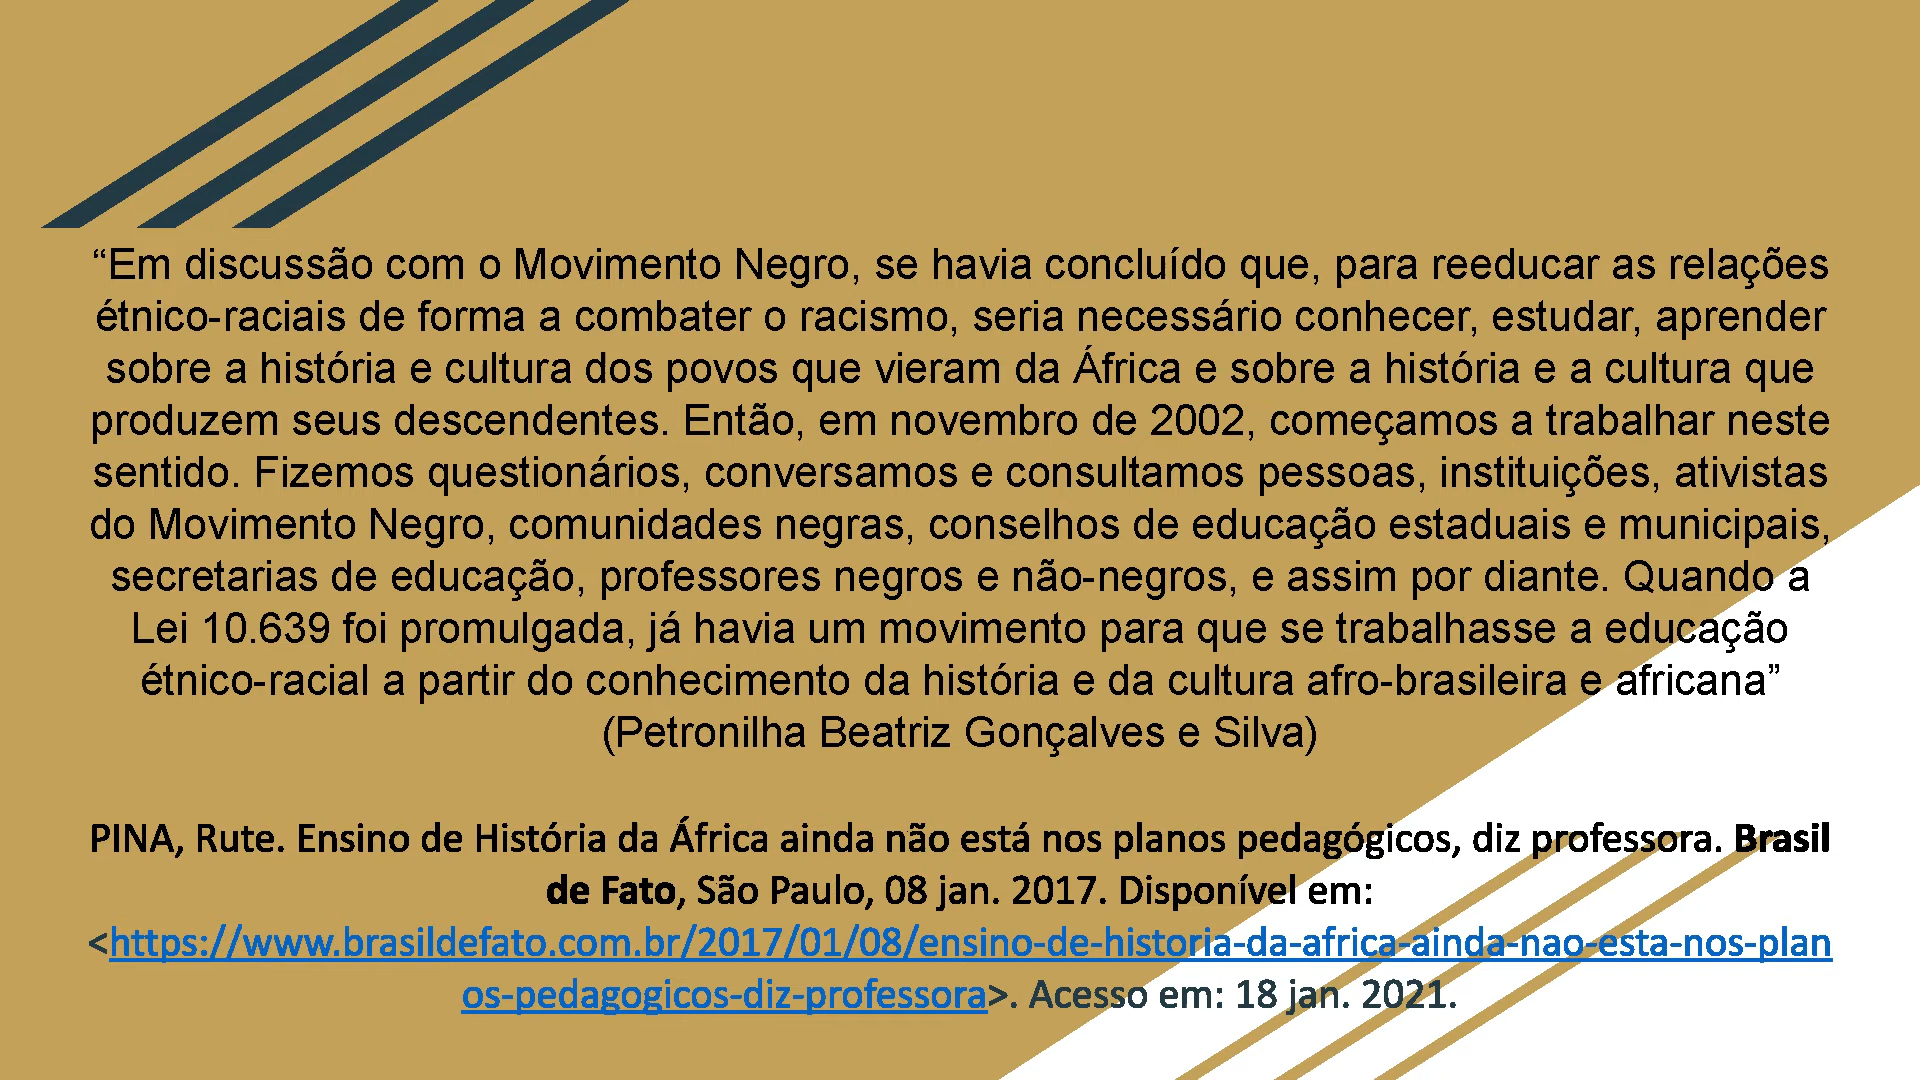 “Em discussão com o Movimento Negro, se havia concluído que, para reeducar as relações
étnico-raciais de forma a combater o racismo, seria necessário conhecer, estudar, aprender
sobre a história e cultura dos povos que vieram da África e sobre a história e a cultura que
produzem seus descendentes. Então, em novembro de 2002, começamos a trabalhar neste
sentido. Fizemos questionários, conversamos e consultamos pessoas, instituições, ativistas
do Movimento Negro, comunidades negras, conselhos de educação estaduais e municipais,
secretarias de educação, professores negros e não-negros, e assim por diante. Quando a
Lei 10.639 foi promulgada, já havia um movimento para que se trabalhasse a educação
étnico-racial a partir do conhecimento da história e da cultura afro-brasileira e africana”
(Petronilha Beatriz Gonçalves e Silva)
PINA, Rute. Ensino de História da África ainda não está nos planos pedagógicos, diz professora. Brasil
de Fato, São Paulo, 08 jan. 2017. Disponível em:
<https://www.brasildefato.com.br/2017/01/08/ensino-de-historia-da-africa-ainda-nao-esta-nos-plan
os-pedagogicos-diz-professora>. Acesso em: 18 jan. 2021.